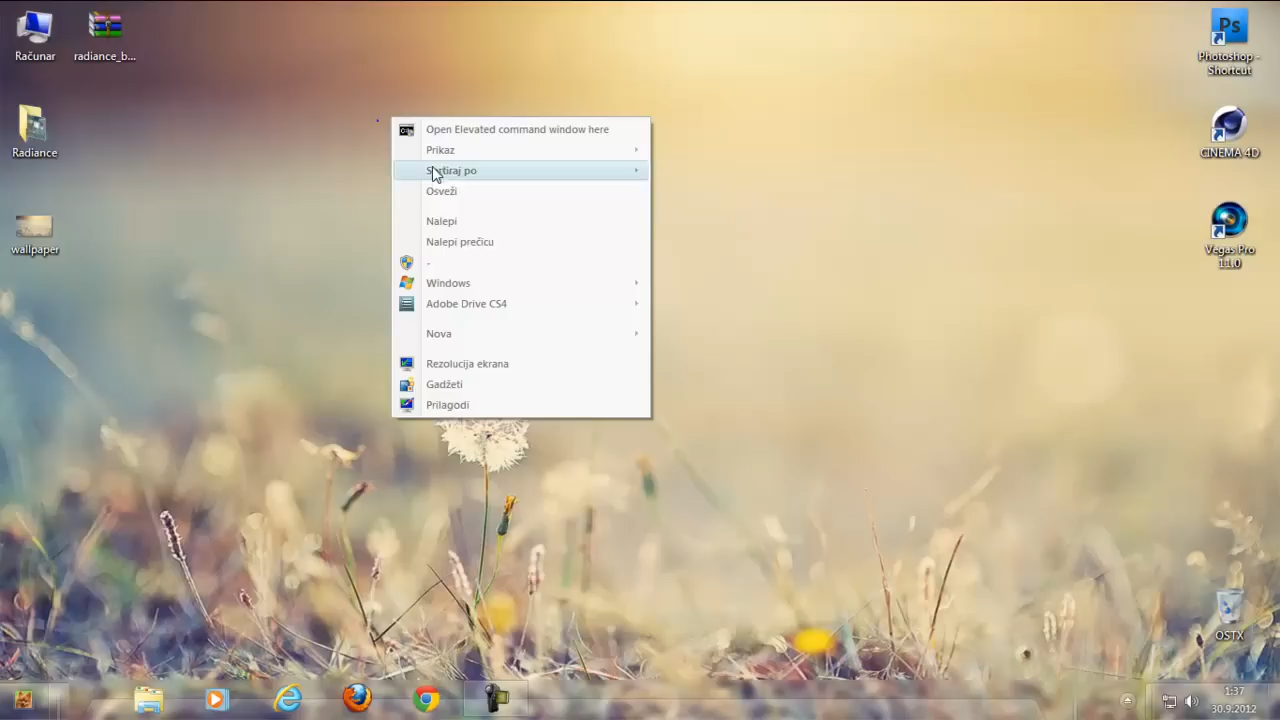 Računar
radiance_b...
Radiance
wallpaper
Open Elevated command window here
Prikaz
Sortiraj po
Osveži
Nalepi
Nalepi prečicu
-
Windows
Adobe Drive CS4
Nova
Rezolucija ekrana
Gadžeti
Prilagodi
Ps
Photoshop -
Shortcut
CINEMA 4D
Vegas Pro
11.0
OSTX
1:37
30.9.2012